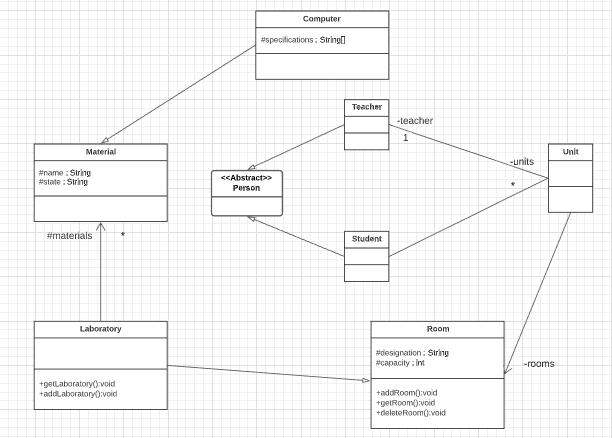 Computer
#specifications : String[]
Teacher
-teacher
1
Material
#name : String
#state : String
<<Abstract>>
Person
-units
*
Unit
#materials
*
Student
Laboratory
+getLaboratory():void
+addLaboratory():void
Room
#designation : String
#capacity : int
+addRoom():void
+getRoom():void
+deleteRoom():void
-rooms